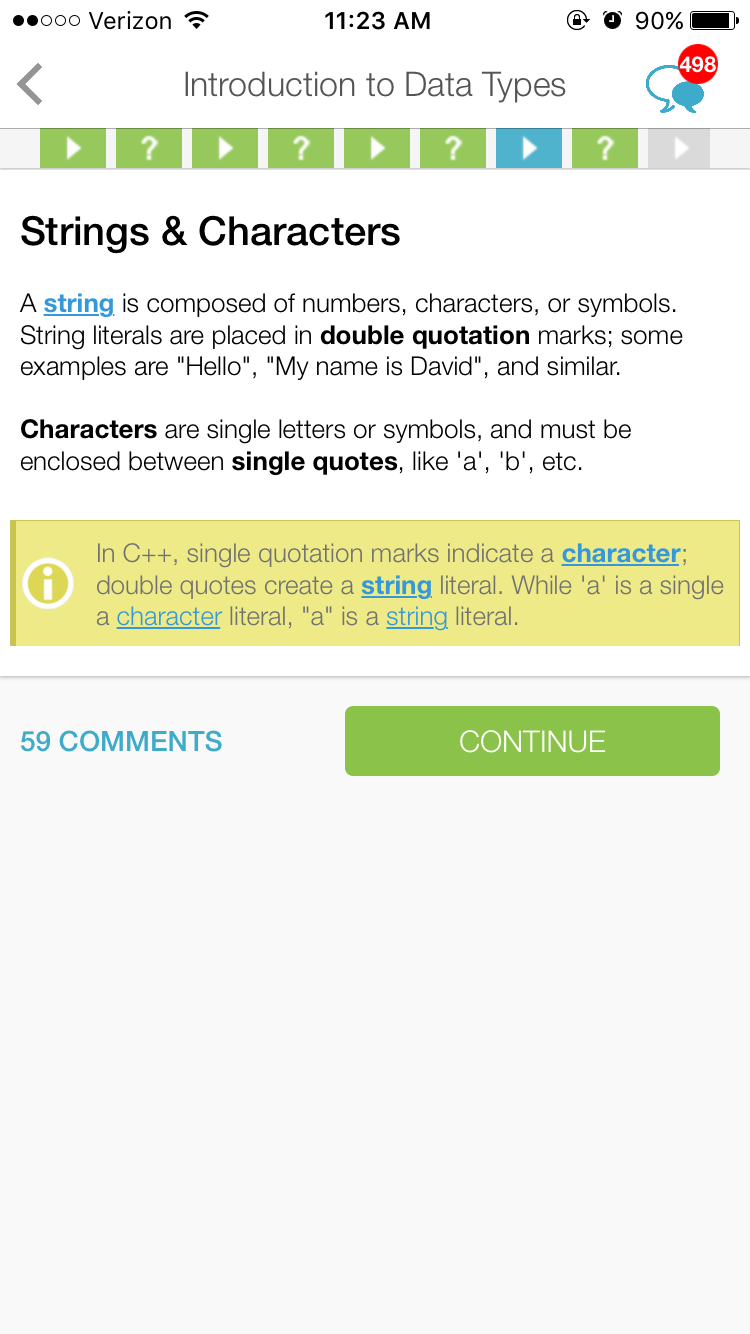 Verizon 11:23 AM 90%
Introduction to Data Types 498
? ? ? ?
Strings & Characters
A string is composed of numbers, characters, or symbols.
String literals are placed in double quotation marks; some
examples are "Hello", "My name is David", and similar.
Characters are single letters or symbols, and must be
enclosed between single quotes, like 'a', 'b', etc.
In C++, single quotation marks indicate a character;
double quotes create a string literal. While 'a' is a single
a character literal, "a" is a string literal.
59 COMMENTS CONTINUE